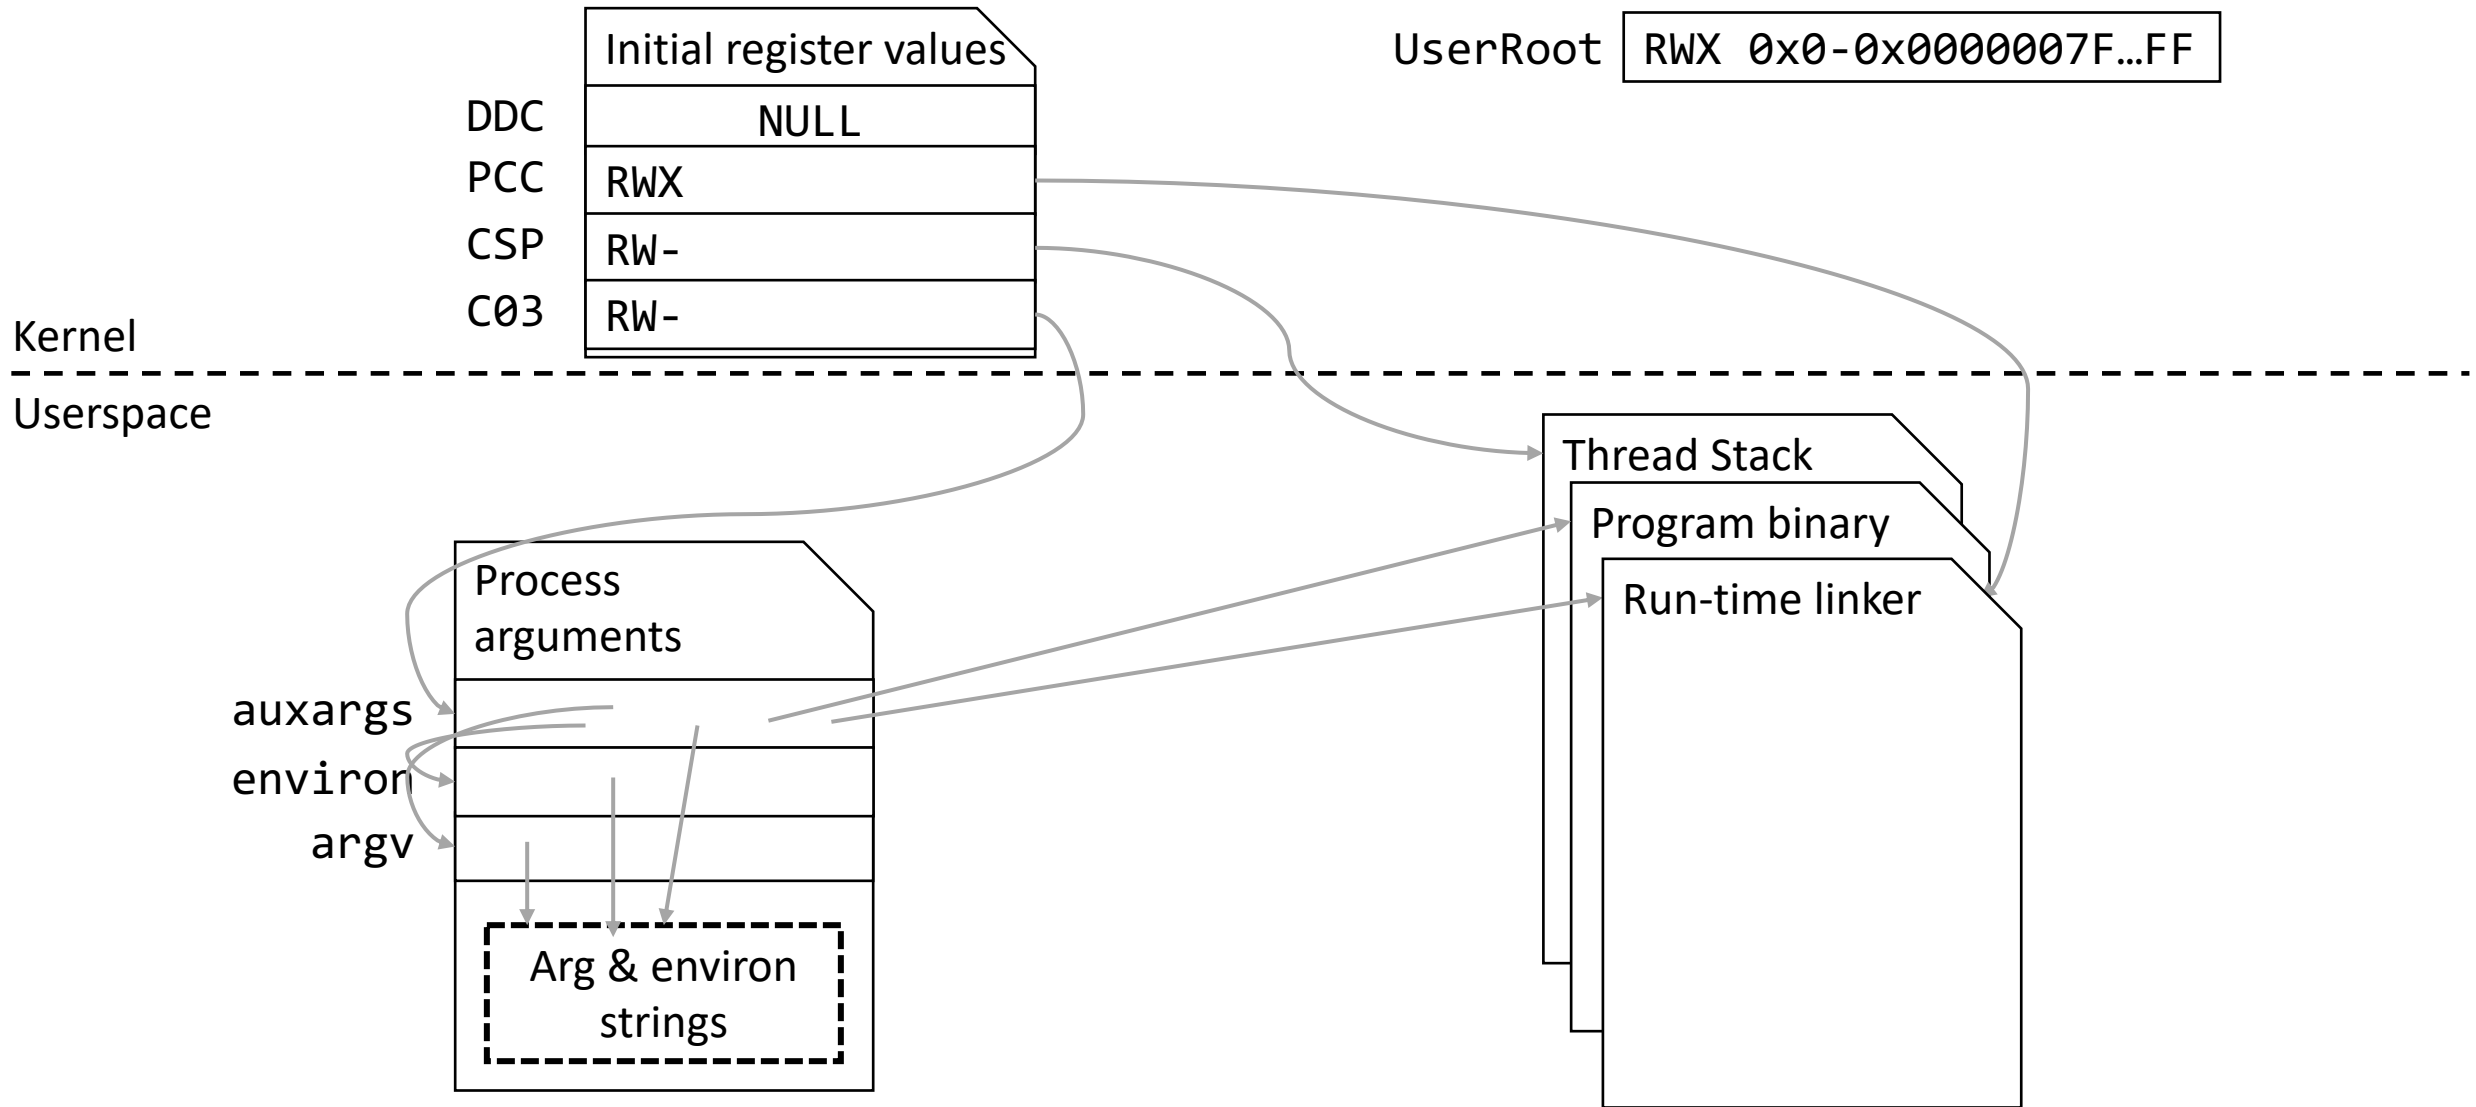 Initial register values
UserRoot RWX 0x0-0x0000007F…FF
DDC NULL
PCC RWX
CSP RW-
C03 RW-
Kernel
Userspace
Thread Stack
Program binary
Run-time linker
Process
arguments
auxargs
environ
argv
Arg & environ
strings